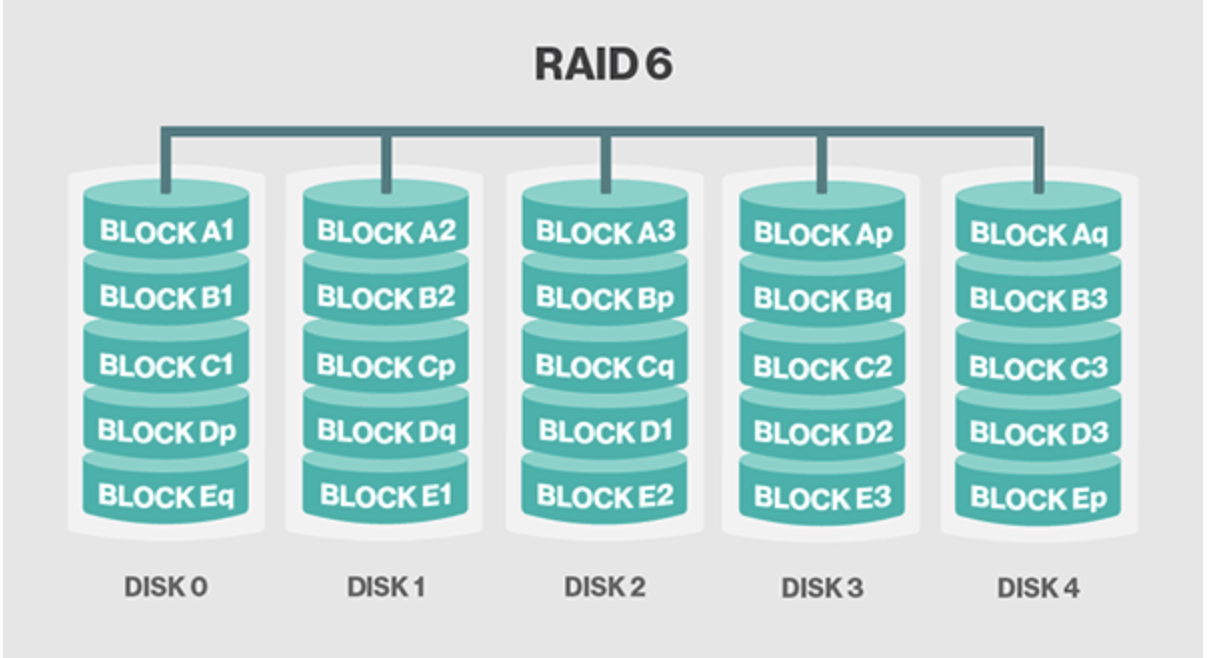 RAID 6
BLOCK A1 BLOCK A2 BLOCK A3 BLOCK Ap BLOCK Aq
BLOCK B1 BLOCK B2 BLOCK Bp BLOCK Bq BLOCK B3
BLOCK C1 BLOCK Cp BLOCK Cq BLOCK C2 BLOCK C3
BLOCK Dp BLOCK Dq BLOCK D1 BLOCK D2 BLOCK D3
BLOCK Eq BLOCK E1 BLOCK E2 BLOCK E3 BLOCK Ep
DISK 0 DISK 1 DISK 2 DISK 3 DISK 4